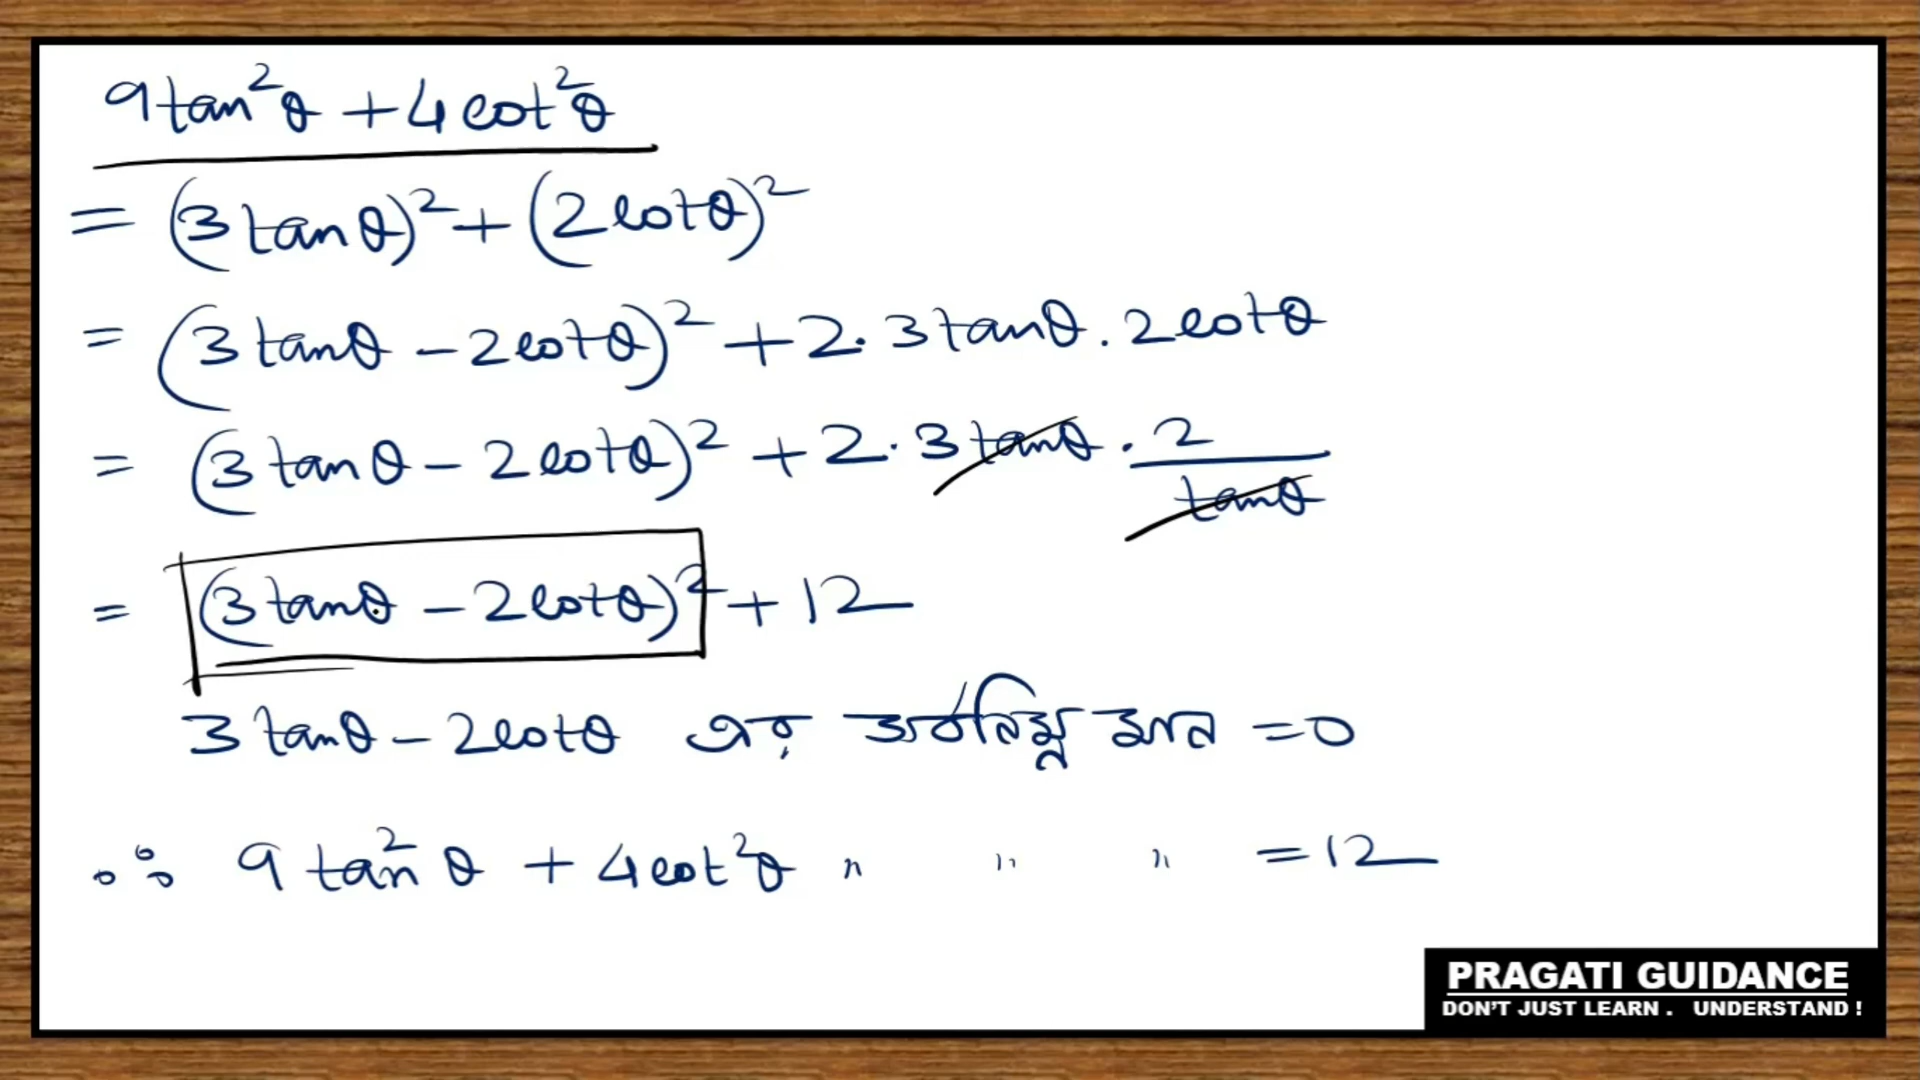 9tan²θ + 4cot²θ
= (3tanθ)² + (2cotθ)²
= (3tanθ - 2cotθ)² + 2. 3tanθ . 2cotθ
= (3tanθ - 2cotθ)² + 2. 3tanθ . 2/tanθ
= (3tanθ - 2cotθ)² + 12
3tanθ - 2cotθ এর সর্বনিম্ন মান = 0
∴ 9tan²θ + 4cot²θ " " " = 12
PRAGATI GUIDANCE
DON'T JUST LEARN . UNDERSTAND !